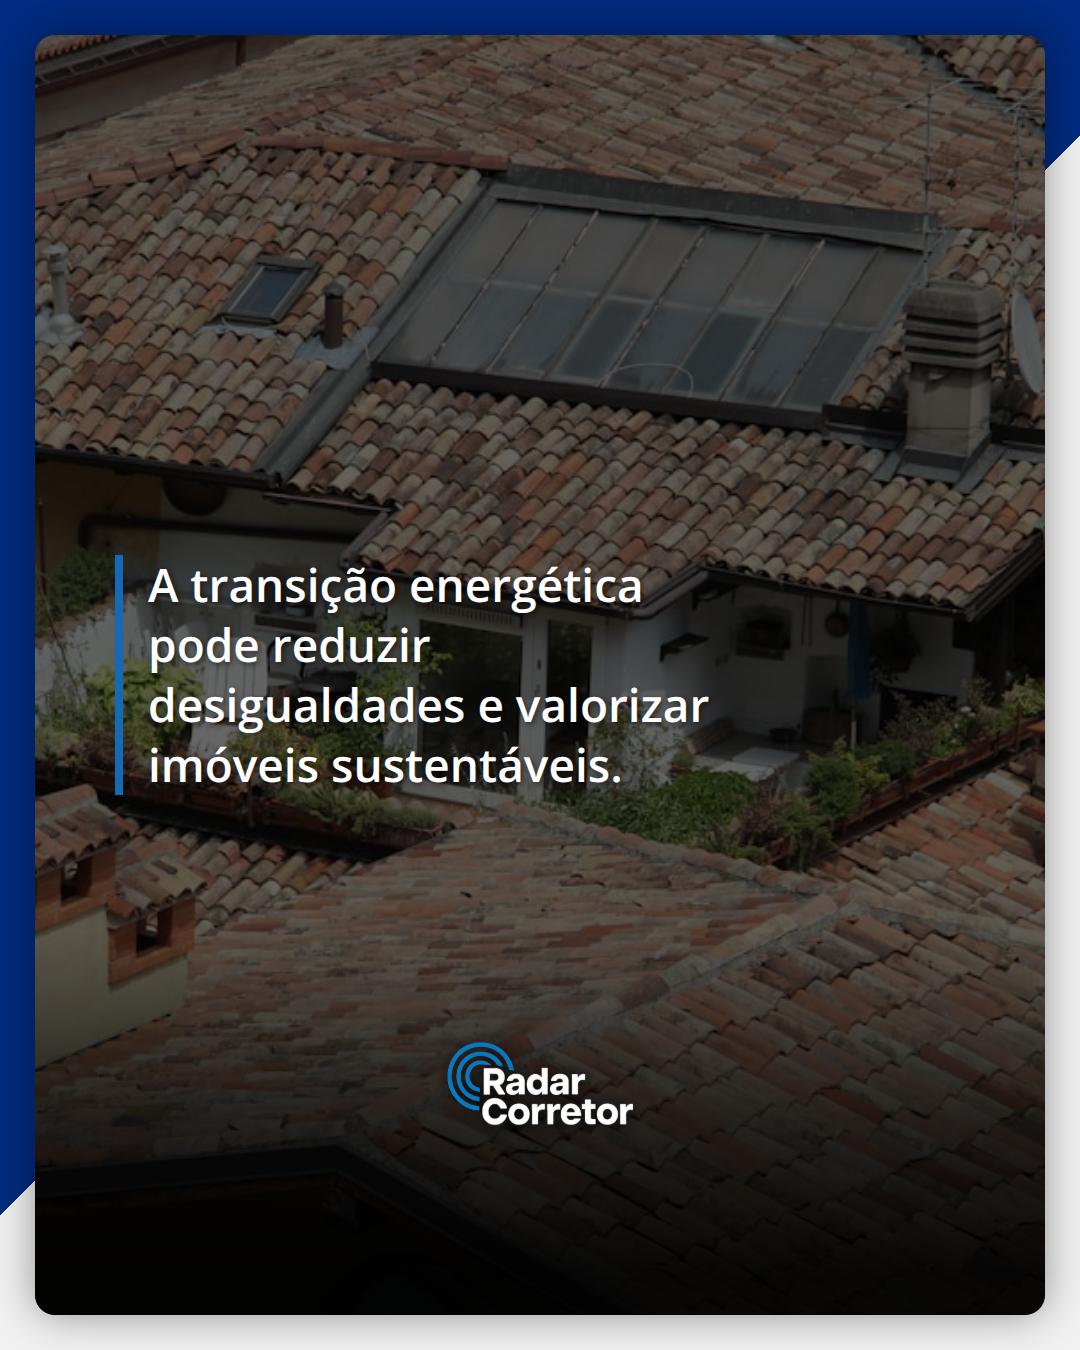 A transição energética
pode reduzir
desigualdades e valorizar
imóveis sustentáveis.
Radar
Corretor